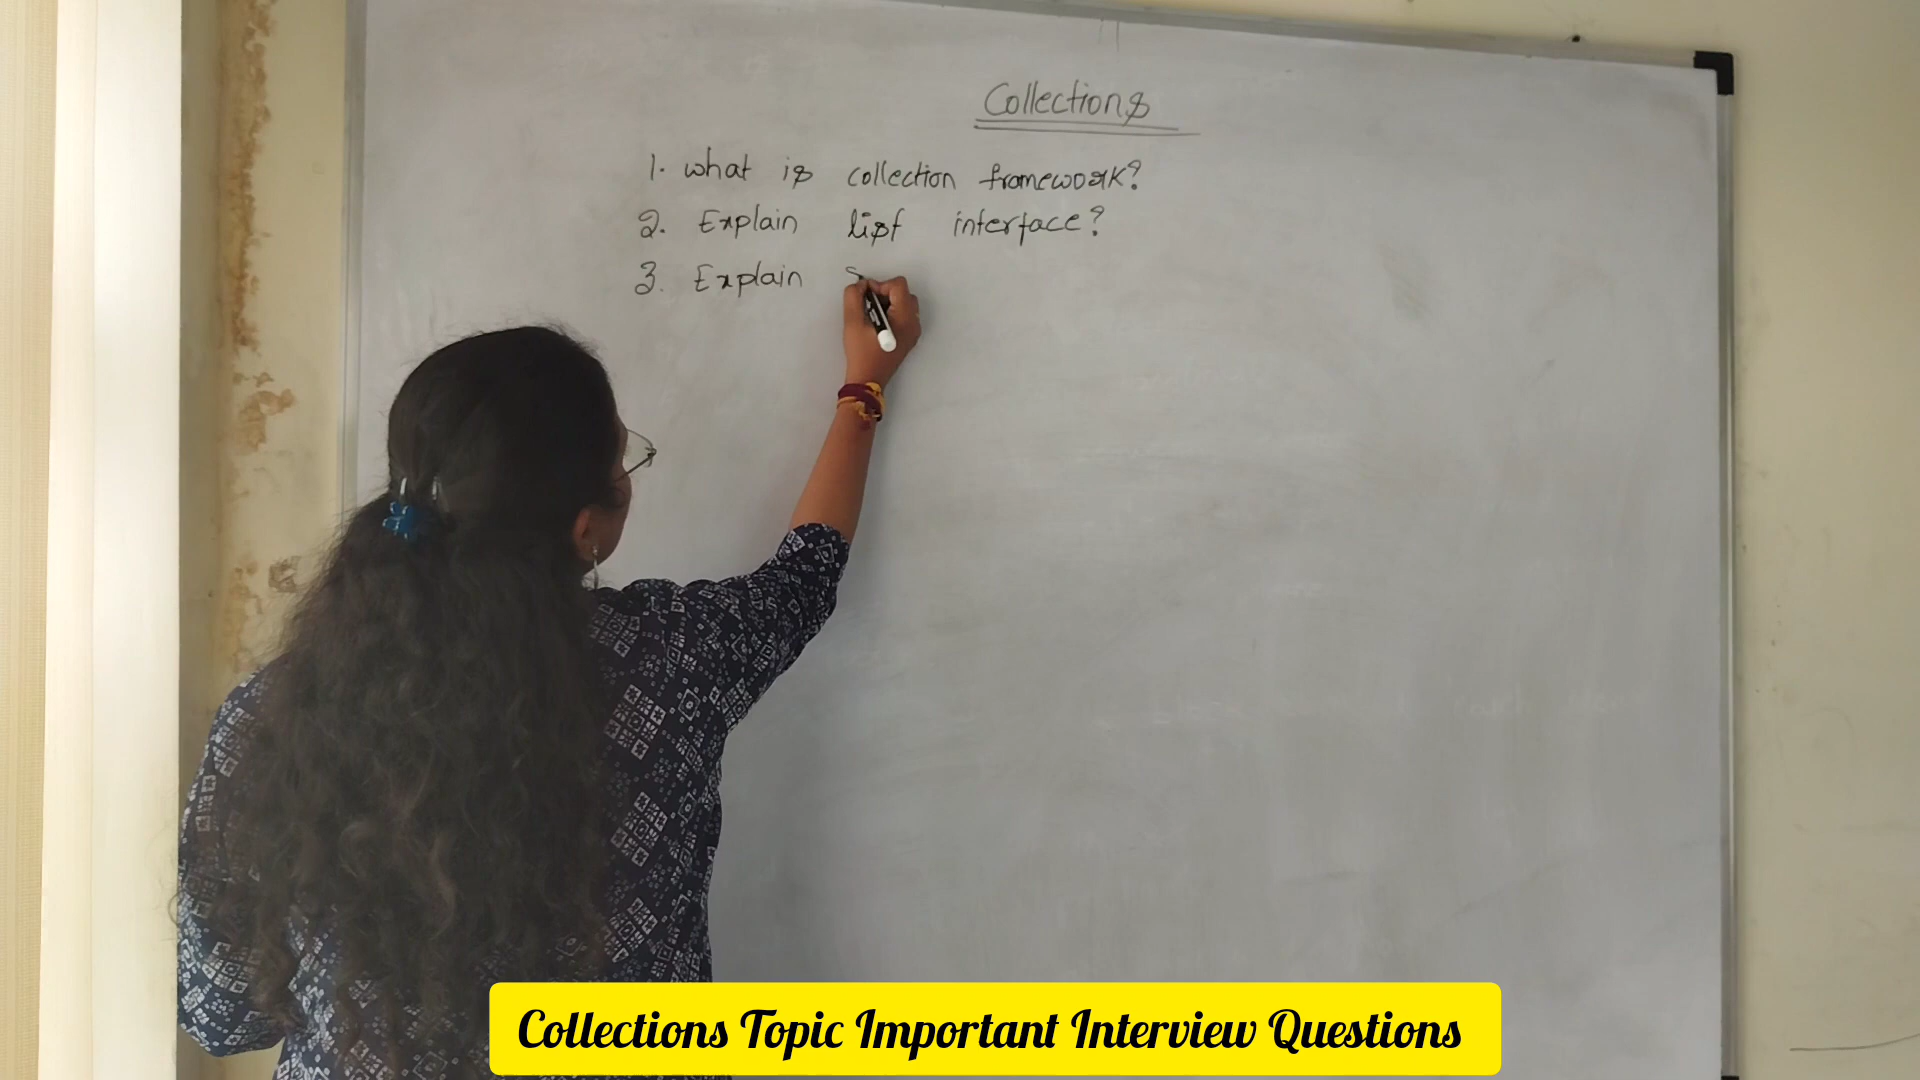 Collections
1. what is collection framework?
2. Explain list interface?
3. Explain s
Collections Topic Important Interview Questions